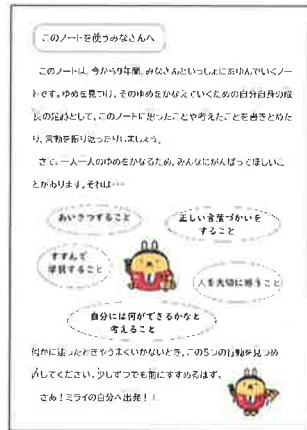 このノートを使うみなさんへ
このノートは、今から9年間、みなさんといっしょにあゆんでいくノー
トです。ゆめを見つけ、そのゆめをかなえていくための自分自身の成
長の足跡として、このノートに思ったことや考えたことを書きとめた
り、言動を振り返ったりしましょう。
さて、一人一人のゆめをかなえるため、みんなにがんばってほしいこ
とがあります。それは…
あいさつすること
正しい言葉づかいを
すること
すすんで
学習すること
人を大切に思うこと
自分には何ができるかなと
考えること
何かに迷ったときやうまくいかないとき、この5つの行動を見つめ
直してください。少しずつでも前にすすめるはず。
さあ！ミライの自分へ出発！！